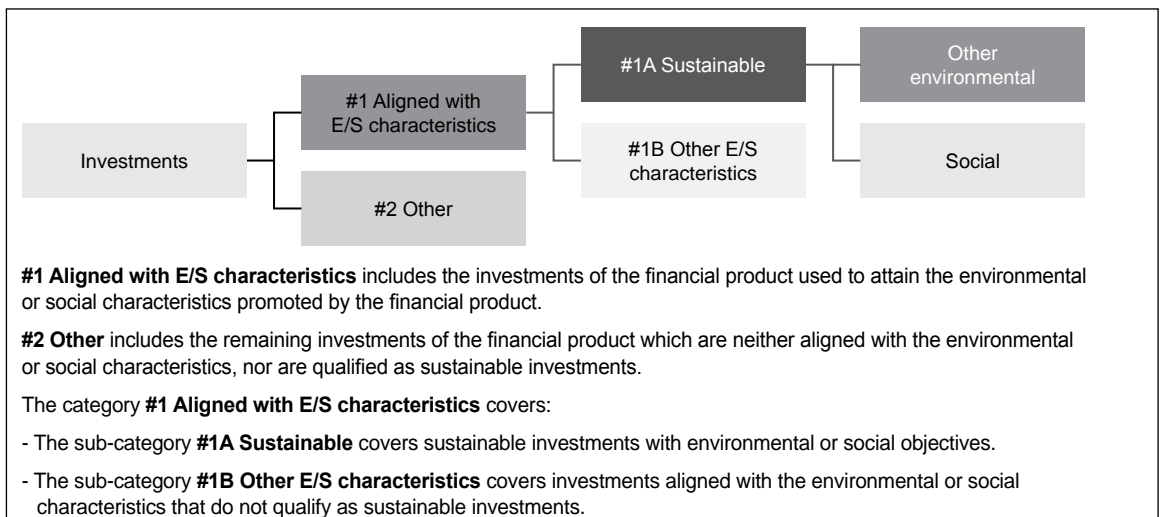 Investments
#1 Aligned with
E/S characteristics
#2 Other
#1A Sustainable
#1B Other E/S
characteristics
Other
environmental
Social
#1 Aligned with E/S characteristics includes the investments of the financial product used to attain the environmental
or social characteristics promoted by the financial product.
#2 Other includes the remaining investments of the financial product which are neither aligned with the environmental
or social characteristics, nor are qualified as sustainable investments.
The category #1 Aligned with E/S characteristics covers:
- The sub-category #1A Sustainable covers sustainable investments with environmental or social objectives.
- The sub-category #1B Other E/S characteristics covers investments aligned with the environmental or social
characteristics that do not qualify as sustainable investments.